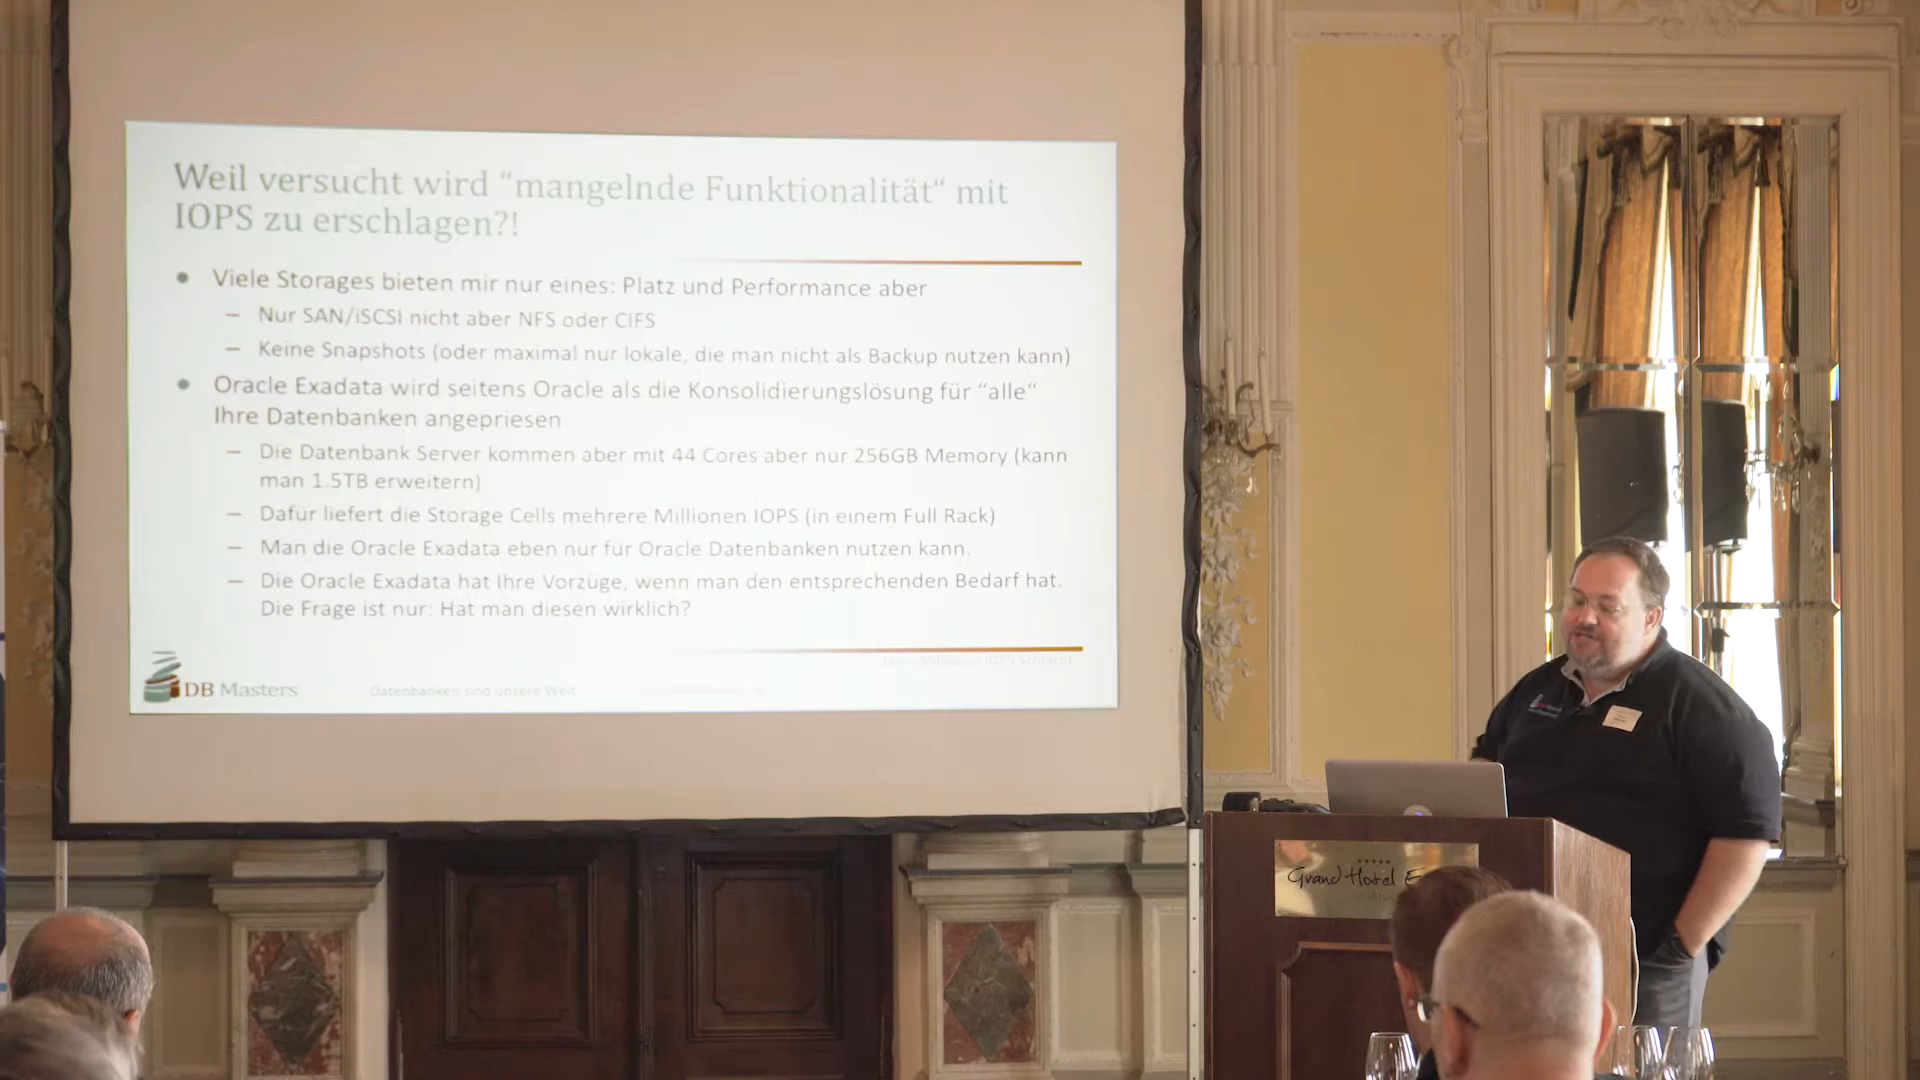 Weil versucht wird “mangelnde Funktionalität“ mit
IOPS zu erschlagen?!
● Viele Storages bieten mir nur eines: Platz und Performance aber
– Nur SAN/iSCSI nicht aber NFS oder CIFS
– Keine Snapshots (oder maximal nur lokale, die man nicht als Backup nutzen kann)
● Oracle Exadata wird seitens Oracle als die Konsolidierungslösung für “alle“
Ihre Datenbanken angepriesen
– Die Datenbank Server kommen aber mit 44 Cores aber nur 256GB Memory (kann
man 1.5TB erweitern)
– Dafür liefert die Storage Cells mehrere Millionen IOPS (in einem Full Rack)
– Man die Oracle Exadata eben nur für Oracle Datenbanken nutzen kann.
– Die Oracle Exadata hat Ihre Vorzüge, wenn man den entsprechenden Bedarf hat.
Die Frage ist nur: Hat man diesen wirklich?
DB Masters
Datenbanken sind unsere Welt
Grand Hotel E